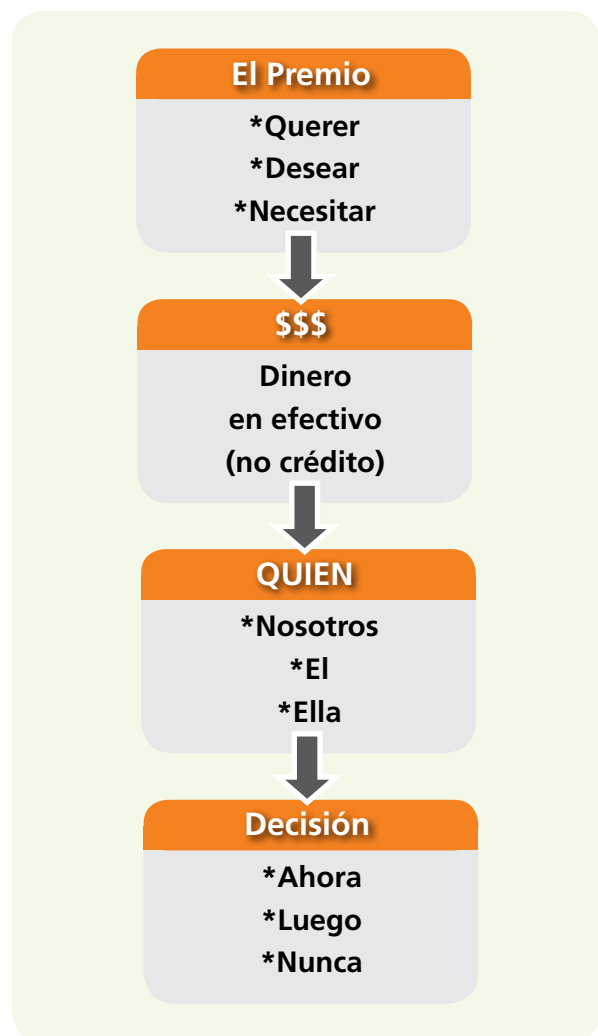 El Premio
*Querer
*Desear
*Necesitar
$$$
Dinero
en efectivo
(no crédito)
QUIEN
*Nosotros
*El
*Ella
Decisión
*Ahora
*Luego
*Nunca